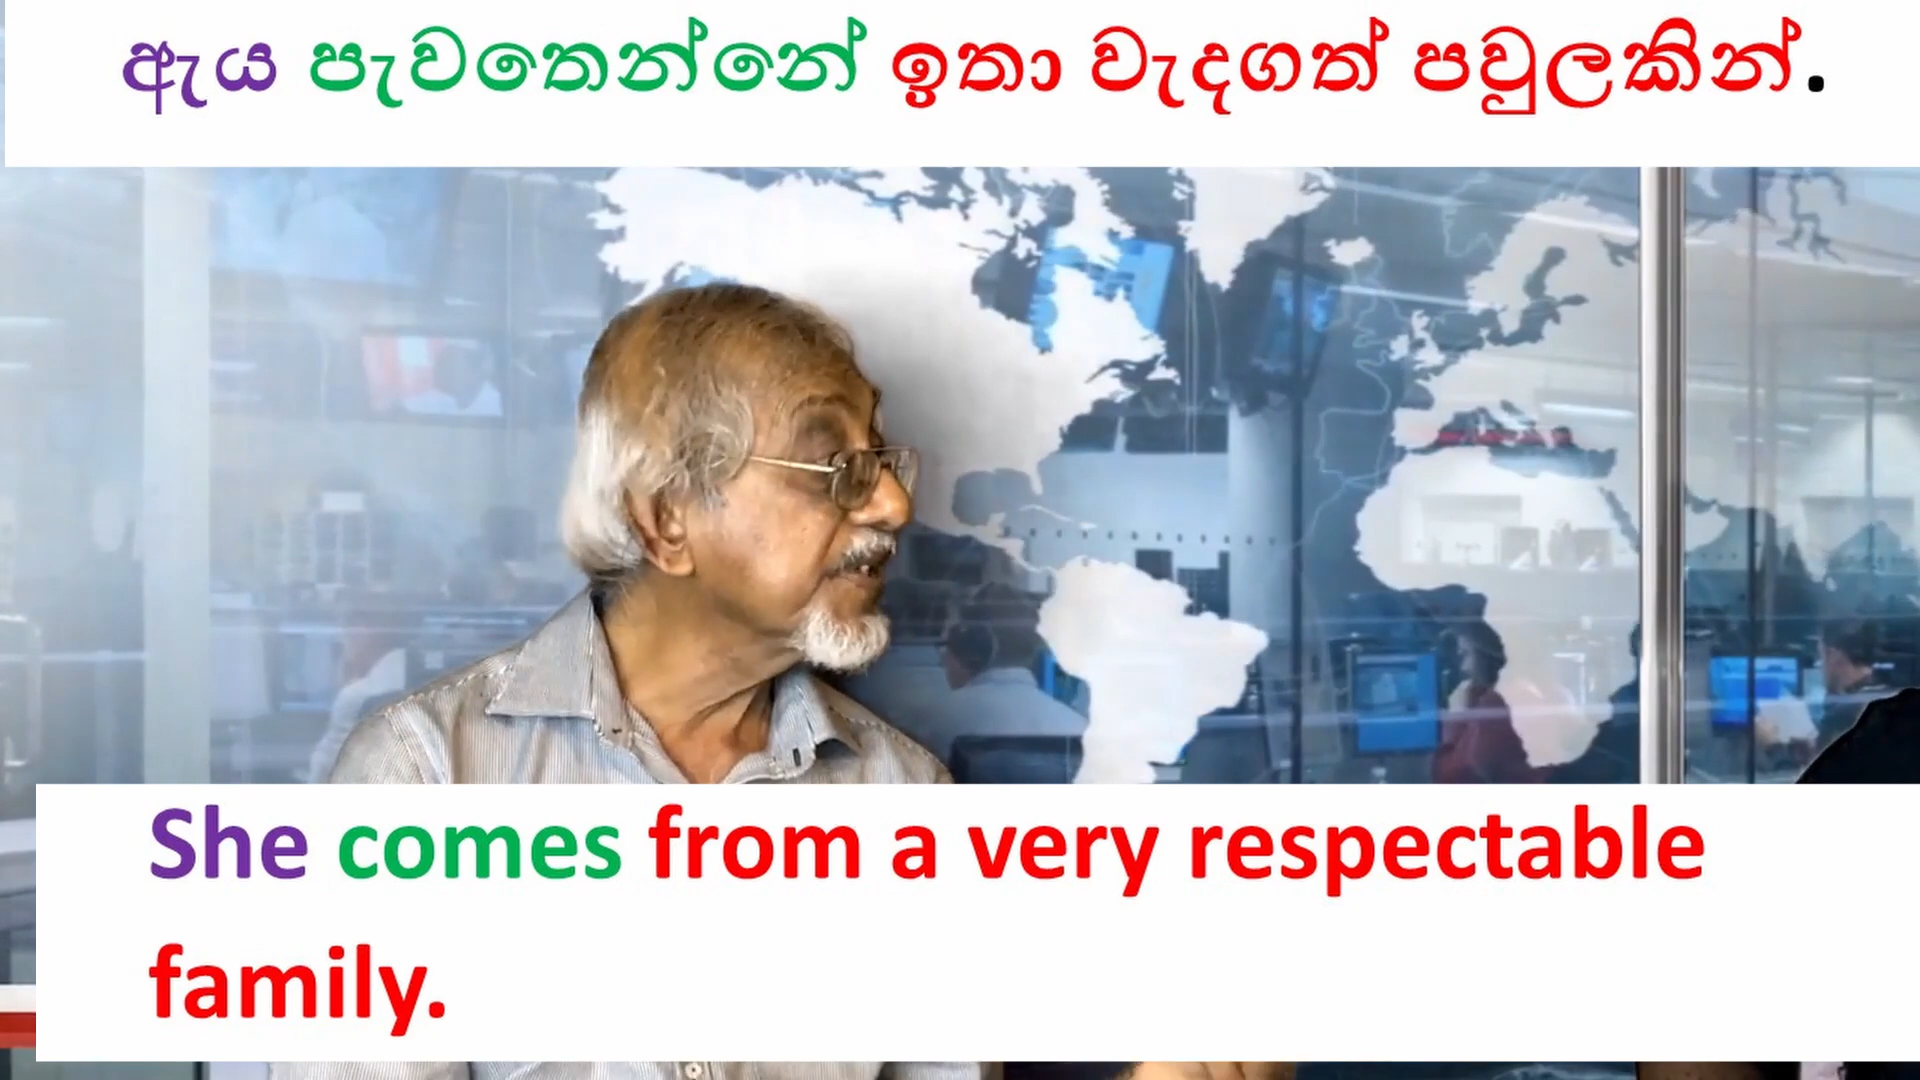 ඇය පැවතෙන්නේ ඉතා වැදගත් පවුලකින්.
She comes from a very respectable
family.